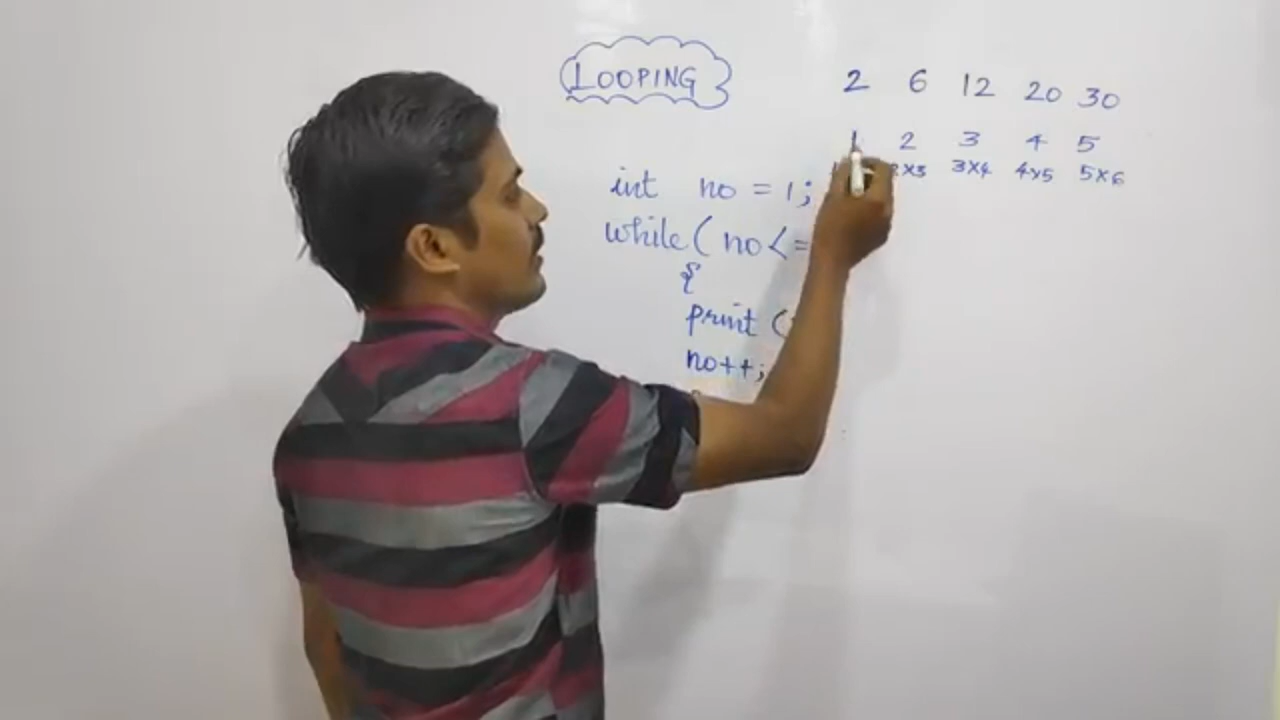 LOOPING
2 6 12 20 30
1 2 3 4 5
2x3 3x4 4x5 5x6
int no = 1;
while( no<=
{
print (
no++;